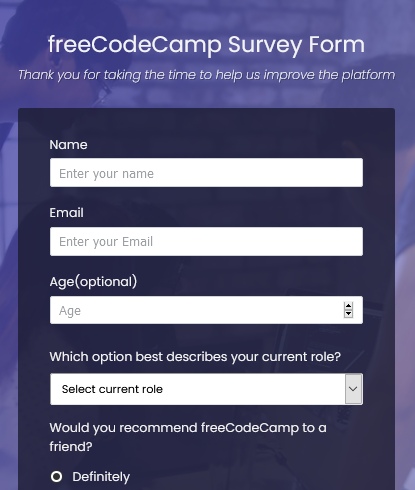 freeCodeCamp Survey Form
Thank you for taking the time to help us improve the platform
Name
Enter your name
Email
Enter your Email
Age(optional)
Age
Which option best describes your current role?
Select current role
Would you recommend freeCodeCamp to a
friend?
Definitely